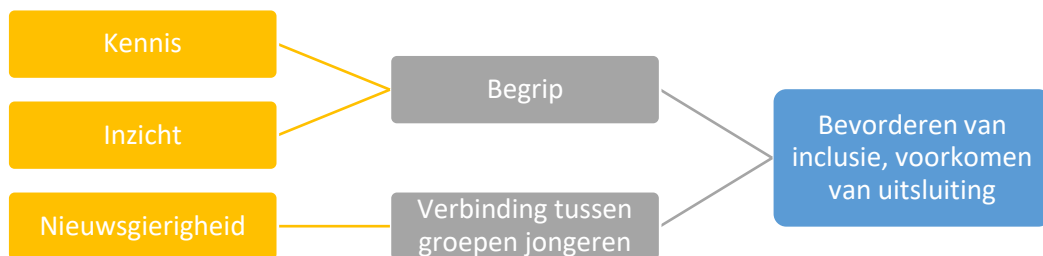 Kennis
Inzicht
Nieuwsgierigheid
Begrip
Verbinding tussen
groepen jongeren
Bevorderen van
inclusie, voorkomen
van uitsluiting